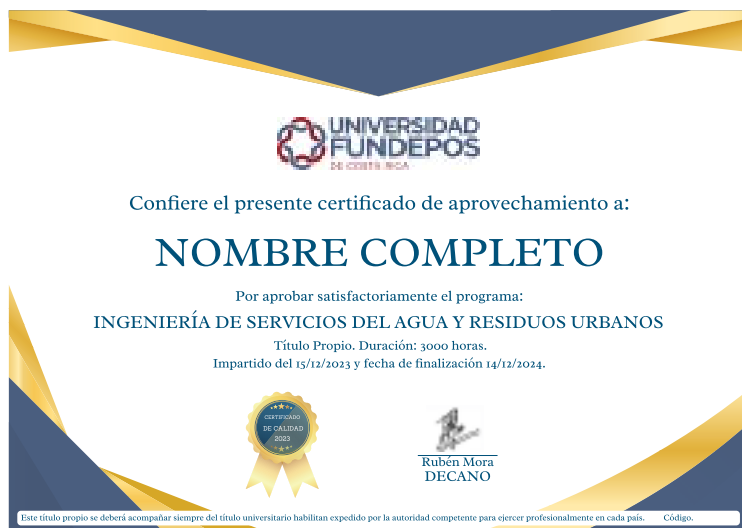 UNIVERSIDAD
FUNDEPOS
DE COSTA RICA
Confiere el presente certificado de aprovechamiento a:
NOMBRE COMPLETO
Por aprobar satisfactoriamente el programa:
INGENIERÍA DE SERVICIOS DEL AGUA Y RESIDUOS URBANOS
Título Propio. Duración: 3000 horas.
Impartido del 15/12/2023 y fecha de finalización 14/12/2024.
CERTIFICADO
DE CALIDAD
2023
Rubén Mora
DECANO
Este título propio se deberá acompañar siempre del título universitario habilitan expedido por la autoridad competente para ejercer profesionalmente en cada país. Código.